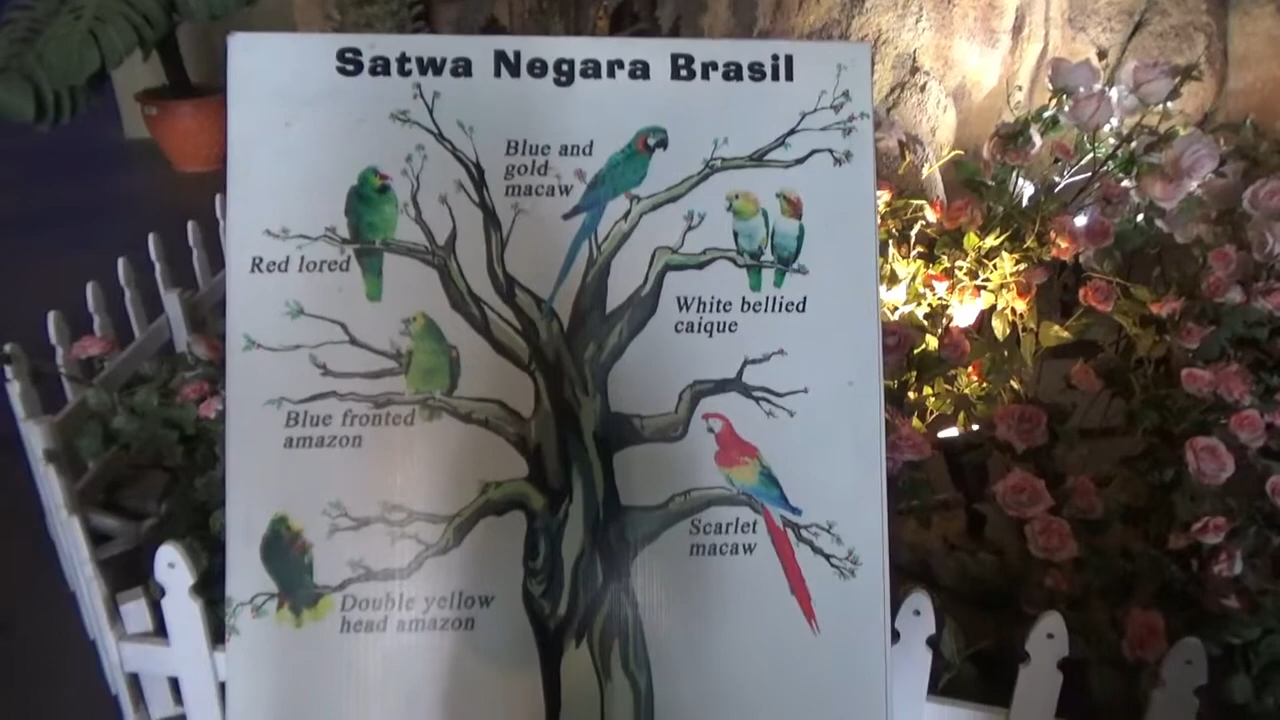 Satwa Negara Brasil
Blue and
gold
macaw
Red lored
White bellied
caique
Blue fronted
amazon
Scarlet
macaw
Double yellow
head amazon